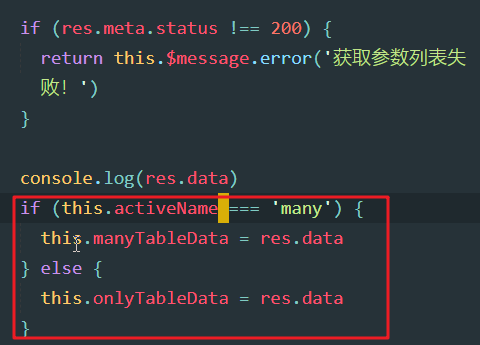 if (res.meta.status !== 200) {
return this.$message.error('获取参数列表失
败！')
}
console.log(res.data)
if (this.activeName === 'many') {
this.manyTableData = res.data
} else {
this.onlyTableData = res.data
}